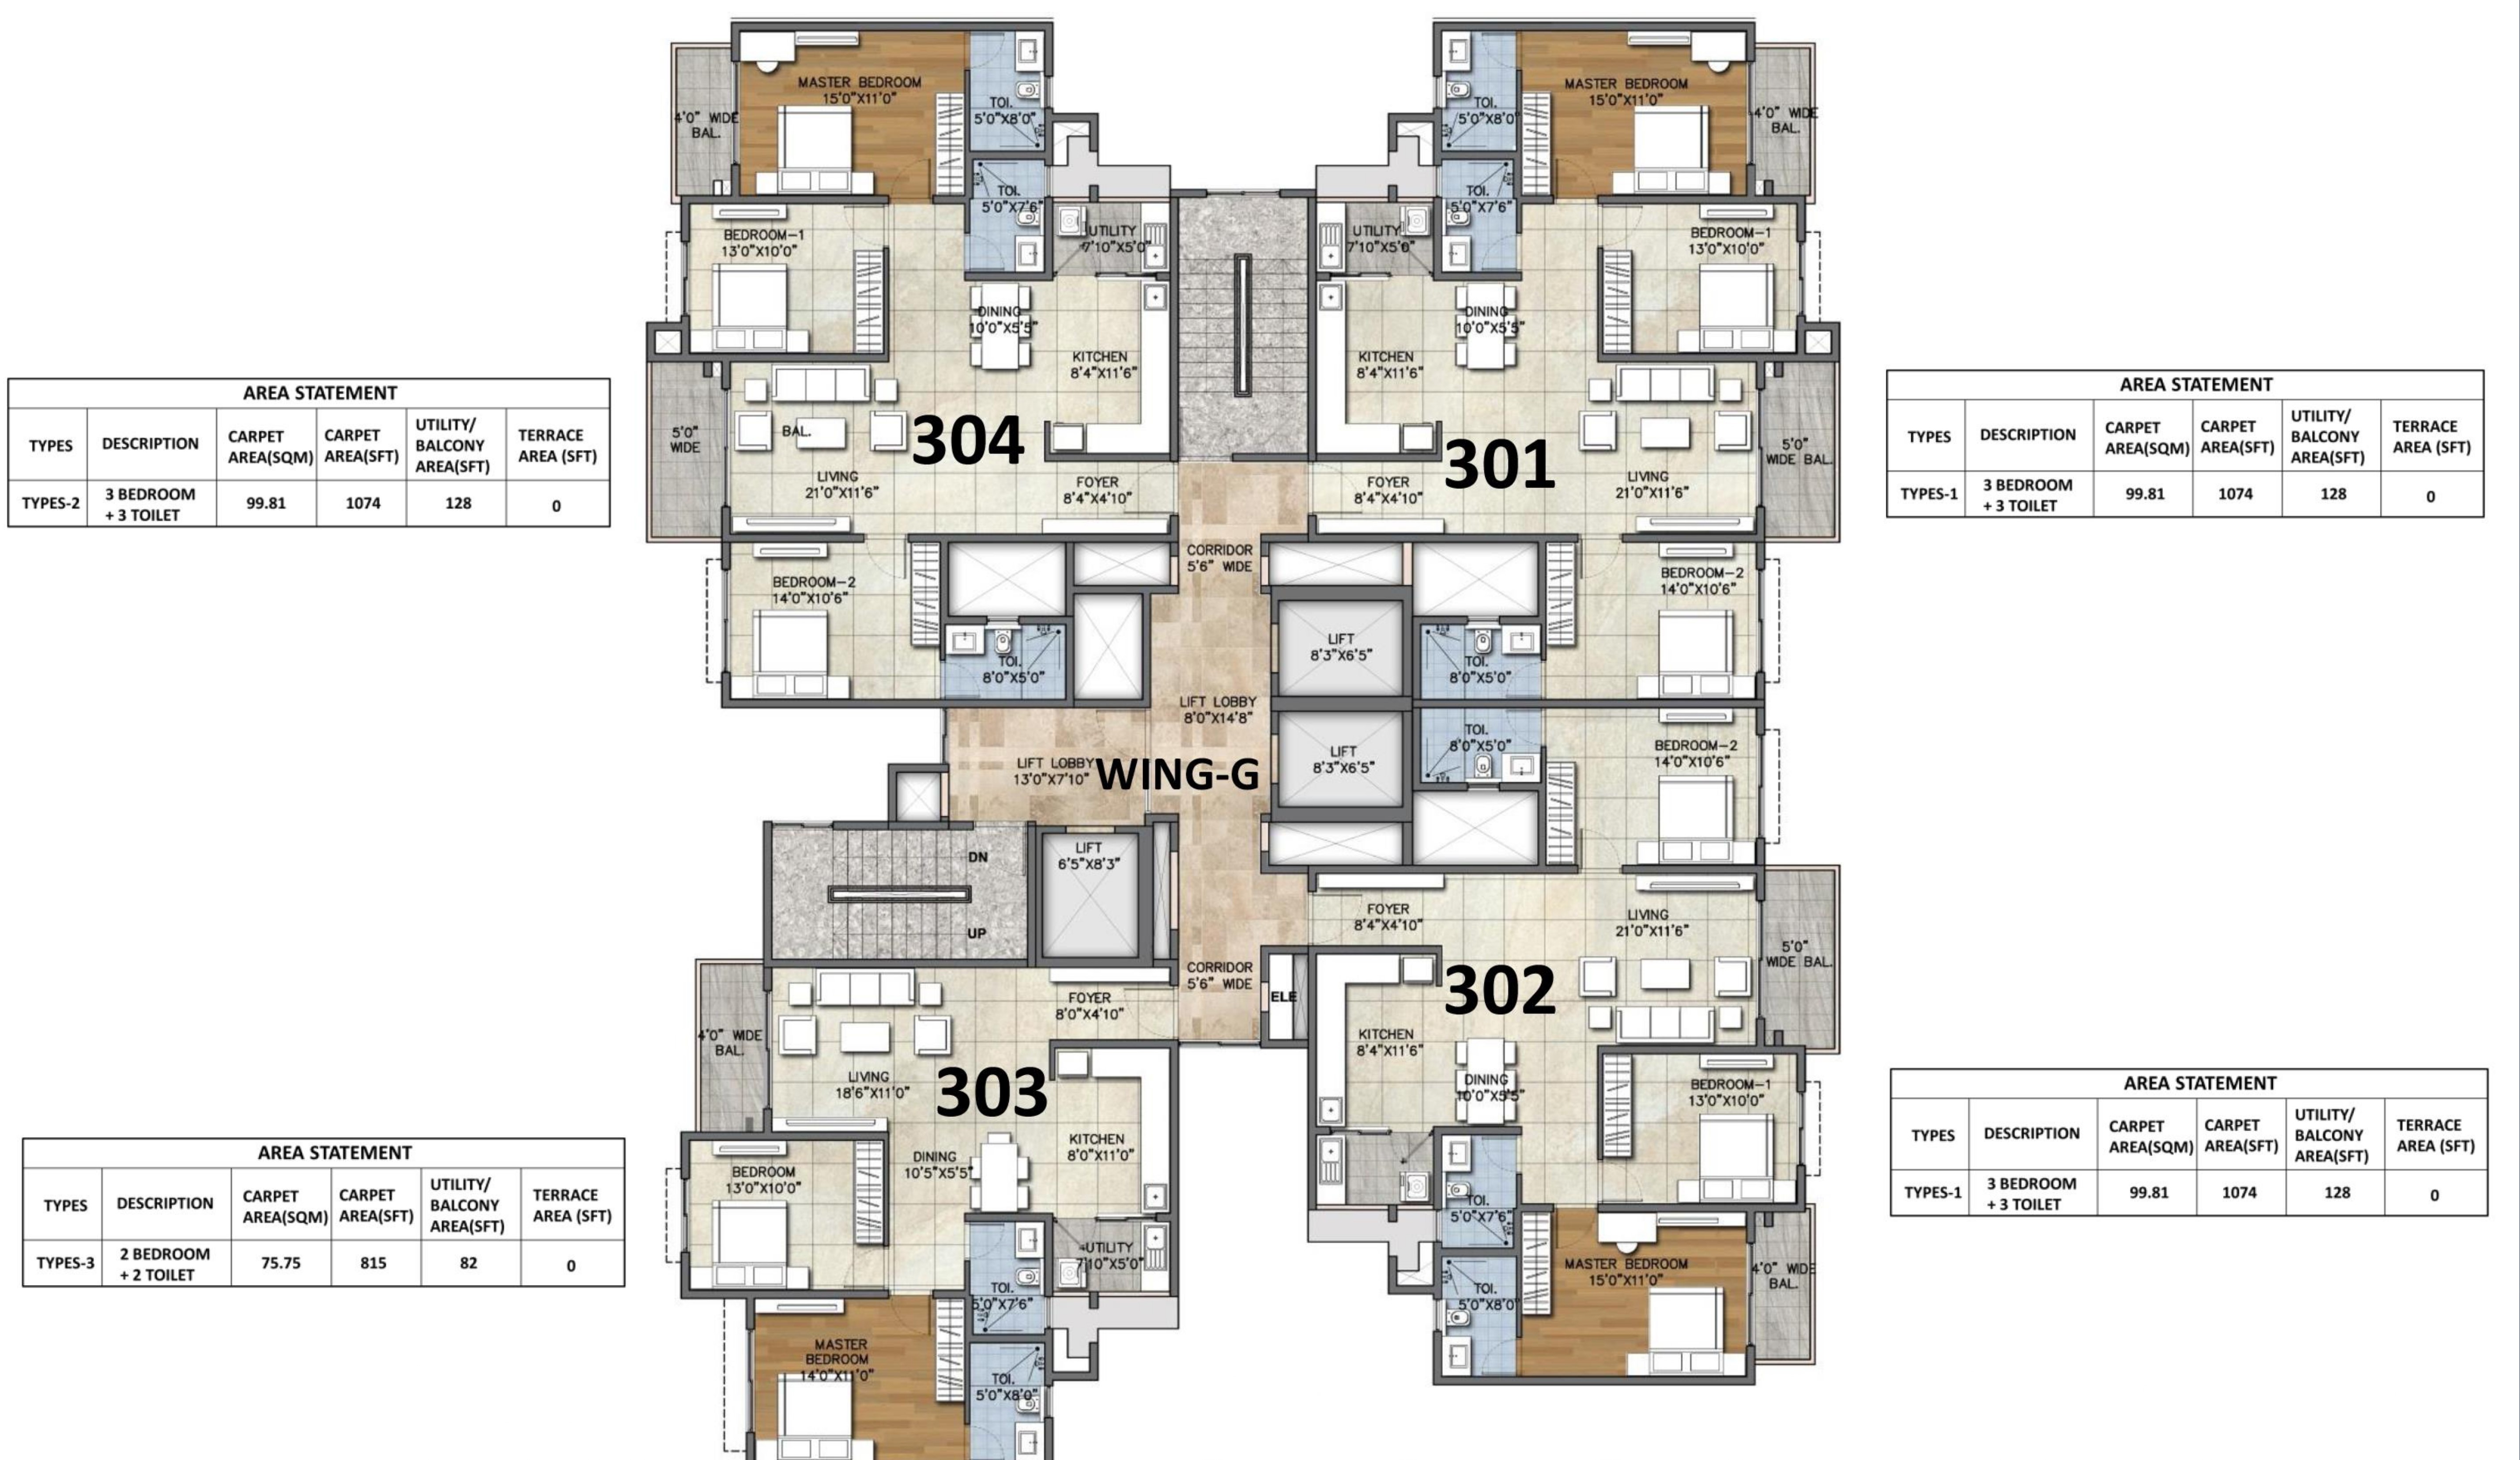 MASTER BEDROOM
15'0"X11'0"
TOI.
5'0"X8'0"
4'0" WIDE
BAL.
TOI.
5'0"X7'6"
UTILITY
7'10"X5'0"
BEDROOM-1
13'0"X10'0"
DINING
10'0"X5'5"
KITCHEN
8'4"X11'6"
5'0"
WIDE
BAL.
304
LIVING
21'0"X11'6"
FOYER
8'4"X4'10"
BEDROOM-2
14'0"X10'6"
TOI.
8'0"X5'0"
AREA STATEMENT
TYPES
DESCRIPTION
CARPET
AREA(SQM)
CARPET
AREA(SFT)
UTILITY/
BALCONY
AREA(SFT)
TERRACE
AREA (SFT)
TYPES-2
3 BEDROOM
+ 3 TOILET
99.81
1074
128
0
TOI.
5'0"X8'0"
MASTER BEDROOM
15'0"X11'0"
4'0" WIDE
BAL.
TOI.
5'0"X7'6"
UTILITY
7'10"X5'0"
BEDROOM-1
13'0"X10'0"
DINING
10'0"X5'5"
KITCHEN
8'4"X11'6"
301
5'0"
WIDE BAL.
FOYER
8'4"X4'10"
LIVING
21'0"X11'6"
BEDROOM-2
14'0"X10'6"
TOI.
8'0"X5'0"
AREA STATEMENT
TYPES
DESCRIPTION
CARPET
AREA(SQM)
CARPET
AREA(SFT)
UTILITY/
BALCONY
AREA(SFT)
TERRACE
AREA (SFT)
TYPES-1
3 BEDROOM
+ 3 TOILET
99.81
1074
128
0
CORRIDOR
5'6" WIDE
LIFT
8'3"X6'5"
LIFT LOBBY
8'0"X14'8"
LIFT
8'3"X6'5"
LIFT LOBBY
13'0"X7'10"
WING-G
DN
UP
LIFT
6'5"X8'3"
CORRIDOR
5'6" WIDE
ELE
TOI.
8'0"X5'0"
BEDROOM-2
14'0"X10'6"
FOYER
8'4"X4'10"
LIVING
21'0"X11'6"
5'0"
WIDE BAL.
302
KITCHEN
8'4"X11'6"
DINING
10'0"X5'5"
BEDROOM-1
13'0"X10'0"
TOI.
5'0"X7'6"
MASTER BEDROOM
15'0"X11'0"
4'0" WIDE
BAL.
TOI.
5'0"X8'0"
AREA STATEMENT
TYPES
DESCRIPTION
CARPET
AREA(SQM)
CARPET
AREA(SFT)
UTILITY/
BALCONY
AREA(SFT)
TERRACE
AREA (SFT)
TYPES-1
3 BEDROOM
+ 3 TOILET
99.81
1074
128
0
FOYER
8'0"X4'10"
4'0" WIDE
BAL.
LIVING
18'6"X11'0"
303
KITCHEN
8'0"X11'0"
DINING
10'5"X5'5"
BEDROOM
13'0"X10'0"
UTILITY
7'10"X5'0"
TOI.
5'0"X7'6"
MASTER
BEDROOM
14'0"X11'0"
TOI.
5'0"X8'0"
AREA STATEMENT
TYPES
DESCRIPTION
CARPET
AREA(SQM)
CARPET
AREA(SFT)
UTILITY/
BALCONY
AREA(SFT)
TERRACE
AREA (SFT)
TYPES-3
2 BEDROOM
+ 2 TOILET
75.75
815
82
0